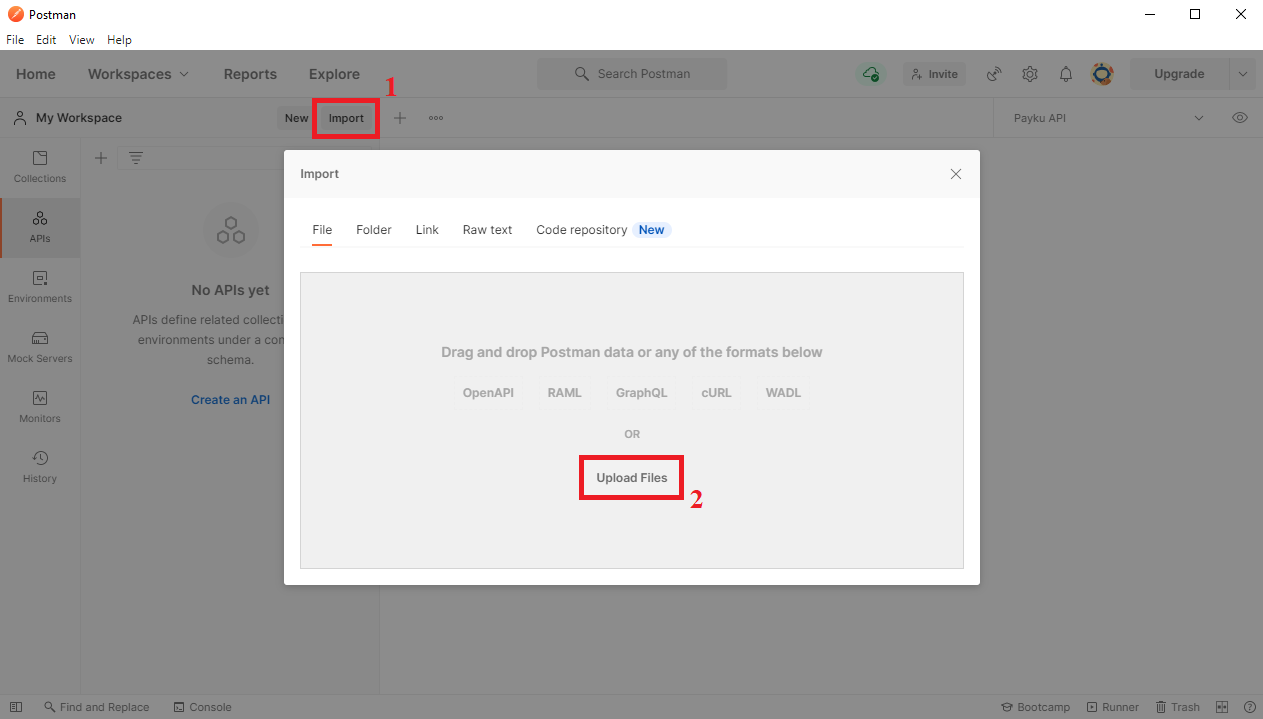 Postman
File Edit View Help
Home Workspaces Reports Explore Search Postman Invite Upgrade
1
My Workspace New Import Payku API
Collections
APIs
Environments
Mock Servers
Monitors
History
No APIs yet
APIs define related collecti
environments under a con
schema.
Create an API
Import
File Folder Link Raw text Code repository New
Drag and drop Postman data or any of the formats below
OpenAPI RAML GraphQL cURL WADL
OR
Upload Files
2
Find and Replace Console Bootcamp Runner Trash